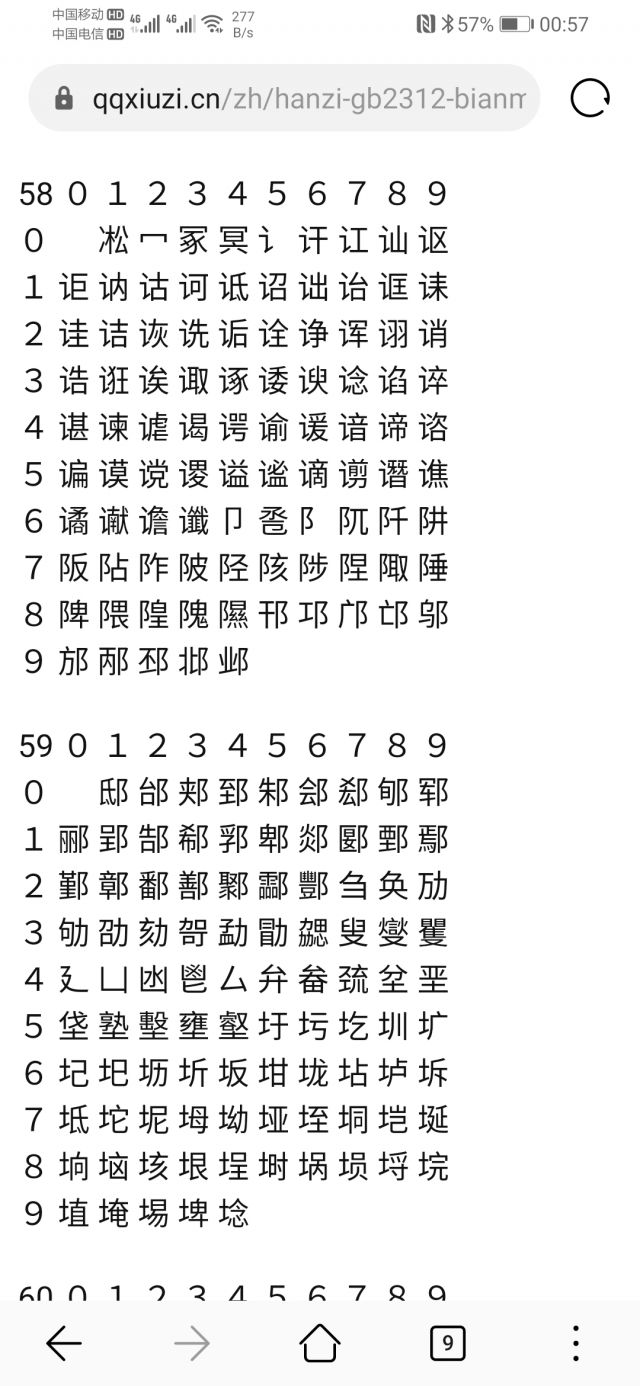 中国移动 HD 4G 4G 277 57% 00:57
中国电信 HD B/s
qqxiuzi.cn/zh/hanzi-gb2312-bianm
58 0 1 2 3 4 5 6 7 8 9
0 凇 冖 冢 冥 讠 讦 讧 讪 讴
1 讵 讷 诂 诃 诋 诏 诎 诒 诓 诔
2 诖 诘 诙 诜 诟 诠 诤 诨 诩 诮
3 诰 诳 诶 诹 诼 诿 谀 谂 谄 谇
4 谌 谏 谑 谒 谔 谕 谖 谙 谛 谘
5 谝 谟 谠 谡 谥 谧 谪 谫 谮 谯
6 谲 谳 谵 谶 卩 卺 阝 阢 阡 阱
7 阪 阽 阼 陂 陉 陔 陟 陧 陬 陲
8 陴 隈 隍 隗 隰 邗 邛 邝 邙 邬
9 邡 邴 邳 邶 邺
59 0 1 2 3 4 5 6 7 8 9
0 邸 邰 郏 郅 邾 郐 郄 郇 郓
1 郦 郢 郜 郗 郛 郫 郯 郾 鄄 鄢
2 鄞 鄣 鄱 鄯 鄹 酃 酆 刍 奂 劢
3 劬 劭 劾 哿 勐 勖 勰 叟 燮 矍
4 廴 凵 凼 鬯 厶 弁 畚 巯 坌 垩
5 垡 塾 墼 壅 壑 圩 圬 圪 圳 圹
6 圮 圯 坜 圻 坂 坩 垅 坫 垆 坼
7 坻 坨 坭 坶 坳 垭 垤 垌 垲 埏
8 垧 垴 垓 垠 埕 埘 埚 埙 埒 垸
9 埴 埯 埸 埤 埝
60 0 1 2 3 4 5 6 7 8 9
9